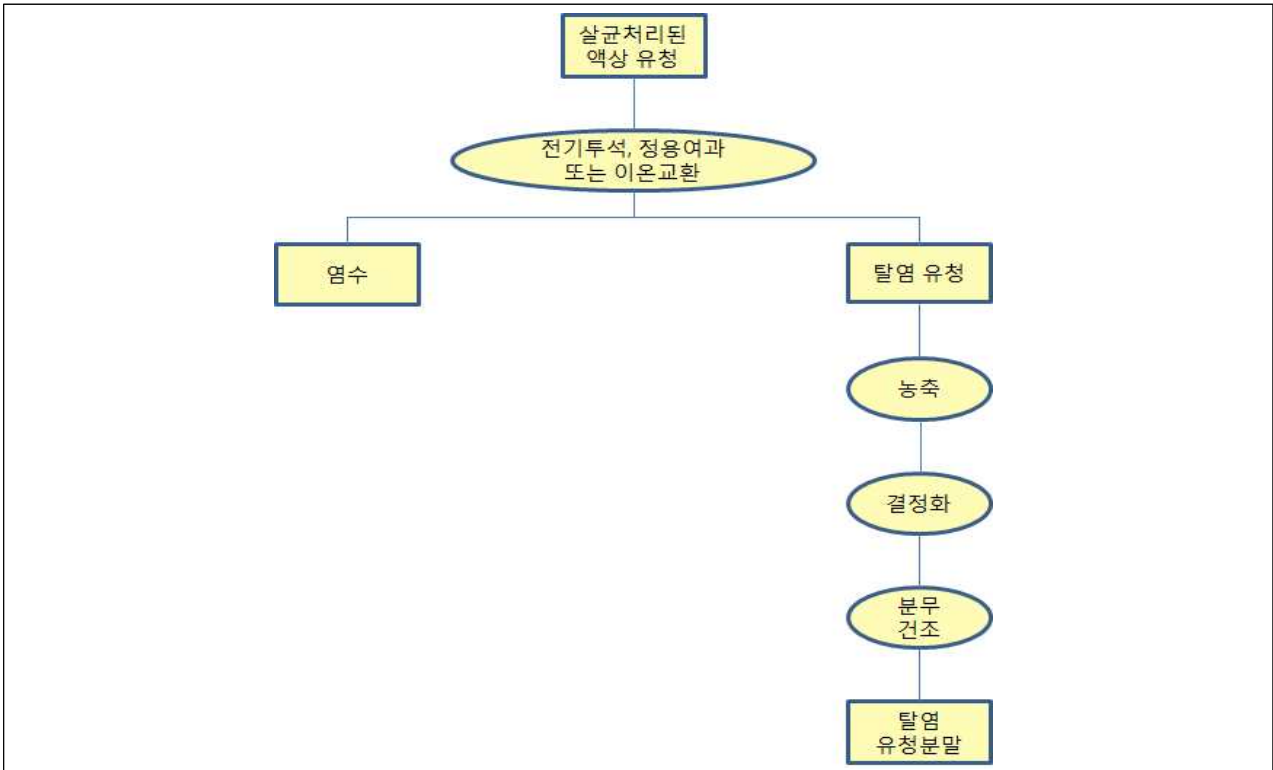 살균처리된
액상 유청
전기투석, 정용여과
또는 이온교환
염수
탈염 유청
농축
결정화
분무
건조
탈염
유청분말